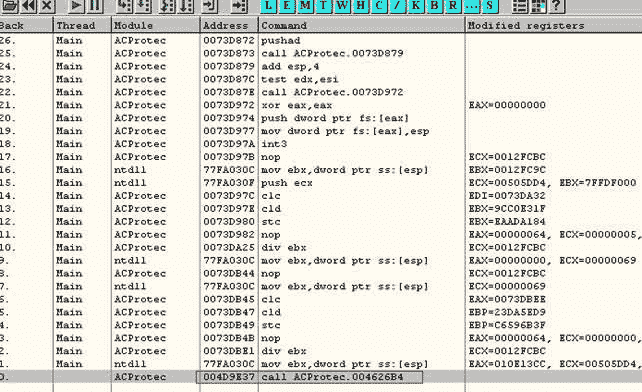 L E M T W H C / K B R ... S
Back Thread Module Address Command Modified registers
26. Main ACProtec 0073D872 pushad
25. Main ACProtec 0073D873 call ACProtec.0073D879
24. Main ACProtec 0073D879 add esp,4
23. Main ACProtec 0073D87C test edx,esi
22. Main ACProtec 0073D87E call ACProtec.0073D972
21. Main ACProtec 0073D972 xor eax,eax EAX=00000000
20. Main ACProtec 0073D974 push dword ptr fs:[eax]
19. Main ACProtec 0073D977 mov dword ptr fs:[eax],esp
18. Main ACProtec 0073D97A int3
17. Main ACProtec 0073D97B nop ECX=0012FCBC
16. Main ntdll 77FA030C mov ebx,dword ptr ss:[esp] EBX=0012FC9C
15. Main ntdll 77FA030F push ecx ECX=00505DD4, EBX=7FFDF000
14. Main ACProtec 0073D97C clc EDI=0073DA32
13. Main ACProtec 0073D97E cld EBX=9CC0E31F
12. Main ACProtec 0073D980 stc EBX=EAADA184
11. Main ACProtec 0073D982 nop EAX=00000064, ECX=00000005,
10. Main ACProtec 0073DA25 div ebx ECX=0012FCBC
9. Main ntdll 77FA030C mov ebx,dword ptr ss:[esp] EAX=00000000, ECX=00000069
8. Main ACProtec 0073DB44 nop ECX=0012FCBC
7. Main ntdll 77FA030C mov ebx,dword ptr ss:[esp] ECX=00000069
6. Main ACProtec 0073DB45 clc EAX=0073DBEE
5. Main ACProtec 0073DB47 cld EBP=23DA5ED9
4. Main ACProtec 0073DB49 stc EBP=C6596B3F
3. Main ACProtec 0073DB4B nop EAX=00000064, ECX=00000000,
2. Main ACProtec 0073DBE1 div ebx ECX=0012FCBC
1. Main ntdll 77FA030C mov ebx,dword ptr ss:[esp] EAX=010E13CC, ECX=00505DD4,
0. ACProtec 004D9E37 call ACProtec.004626B4